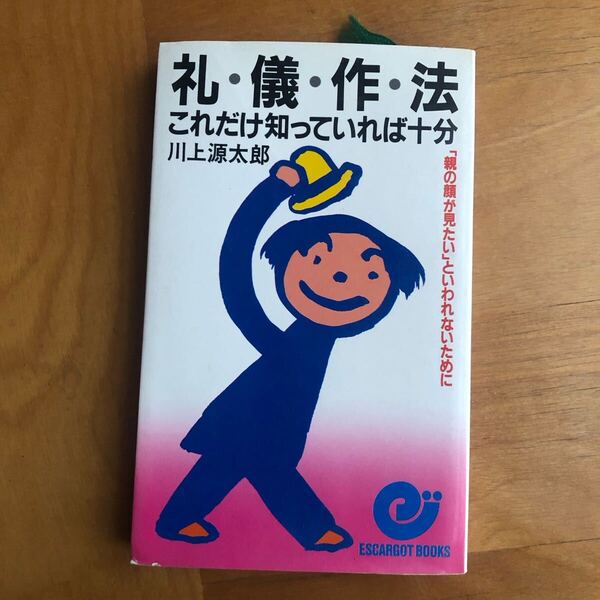 礼・儀・作・法
これだけ知っていれば十分
川上源太郎
「親の顔が見たい」といわれないために
ESCARGOT BOOKS